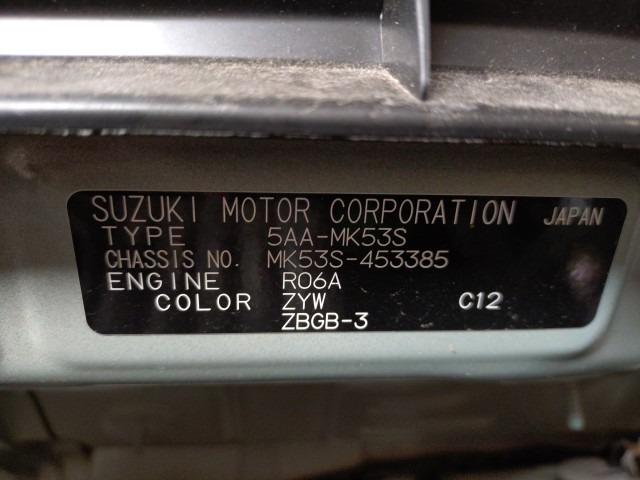 SUZUKI MOTOR CORPORATION JAPAN
TYPE 5AA-MK53S
CHASSIS NO. MK53S-453385
ENGINE R06A
COLOR ZYW C12
ZBGB-3